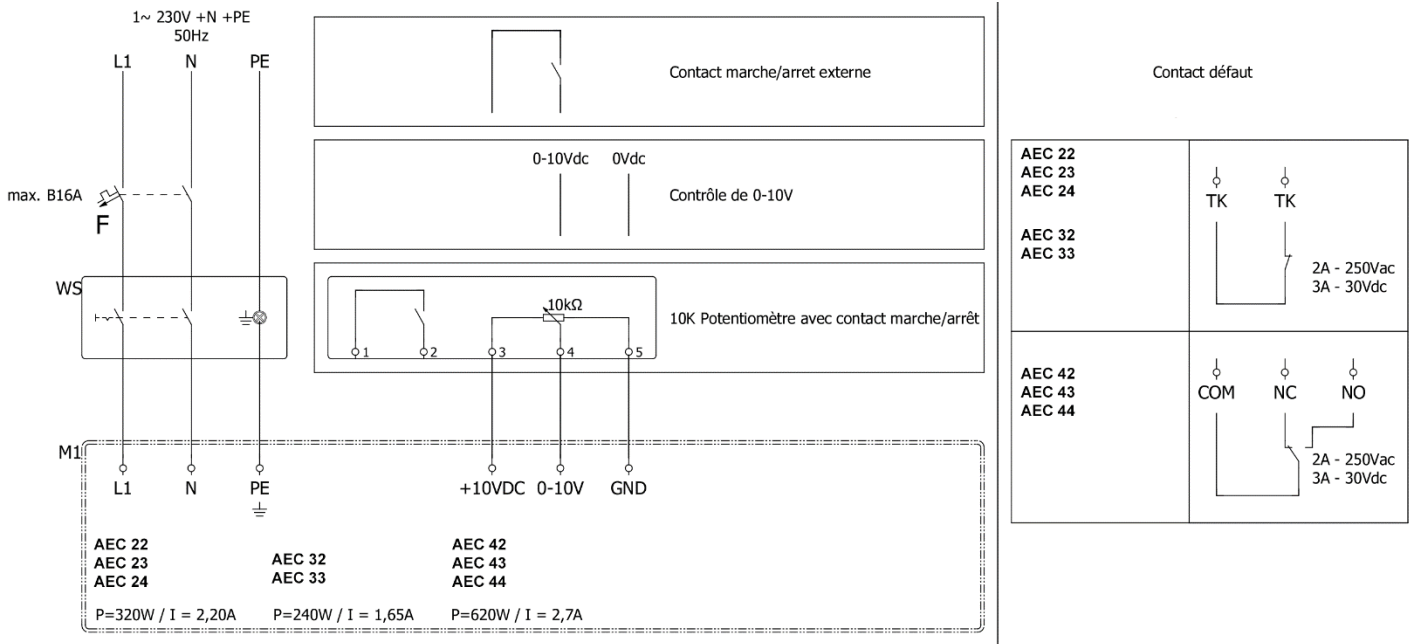 1~ 230V +N +PE
50Hz
L1 N PE
max. B16A
F
WS
Contact marche/arret externe
0-10Vdc 0Vdc
Contrôle de 0-10V
10kΩ
1 2 3 4 5
10K Potentiomètre avec contact marche/arrêt
M1
L1 N PE
+10VDC 0-10V GND
AEC 22
AEC 23
AEC 24
P=320W / I = 2,20A
AEC 32
AEC 33
P=240W / I = 1,65A
AEC 42
AEC 43
AEC 44
P=620W / I = 2,7A
Contact défaut
AEC 22
AEC 23
AEC 24
AEC 32
AEC 33
TK TK
2A - 250Vac
3A - 30Vdc
AEC 42
AEC 43
AEC 44
COM NC NO
2A - 250Vac
3A - 30Vdc